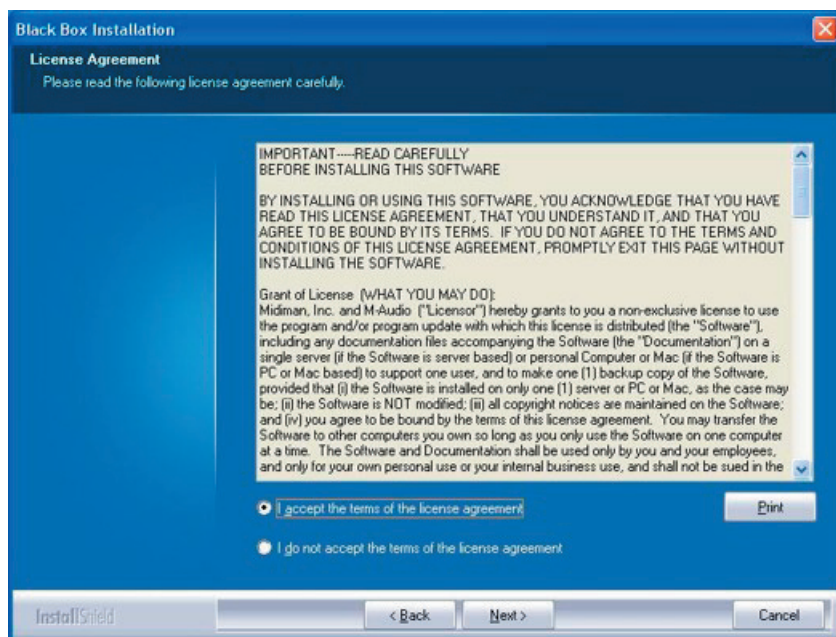 Black Box Installation
License Agreement
Please read the following license agreement carefully.
IMPORTANT-----READ CAREFULLY
BEFORE INSTALLING THIS SOFTWARE
BY INSTALLING OR USING THIS SOFTWARE, YOU ACKNOWLEDGE THAT YOU HAVE
READ THIS LICENSE AGREEMENT, THAT YOU UNDERSTAND IT, AND THAT YOU
AGREE TO BE BOUND BY ITS TERMS.  IF YOU DO NOT AGREE TO THE TERMS AND
CONDITIONS OF THIS LICENSE AGREEMENT, PROMPTLY EXIT THIS PAGE WITHOUT
INSTALLING THE SOFTWARE.
Grant of License  (WHAT YOU MAY DO):
Midiman, Inc. and M-Audio  ("Licensor") hereby grants to you a non-exclusive license to use
the program and/or program update with which this license is distributed (the "Software"),
including any documentation files accompanying the Software (the "Documentation") on a
single server (if the Software is server based) or personal Computer or Mac (if the Software is
PC or Mac based) to support one user, and to make one (1) backup copy of the Software,
provided that (i) the Software is installed on only one (1) server or PC or Mac, as the case may
be; (ii) the Software is NOT modified; (iii) all copyright notices are maintained on the Software;
and (iv) you agree to be bound by the terms of this license agreement.  You may transfer the
Software to other computers you own so long as you only use the Software on one computer
at a time.  The Software and Documentation shall be used only by you and your employees,
and only for your own personal use or your internal business use, and shall not be sued in the
I accept the terms of the license agreement
Print
I do not accept the terms of the license agreement
InstallShield
< Back
Next >
Cancel